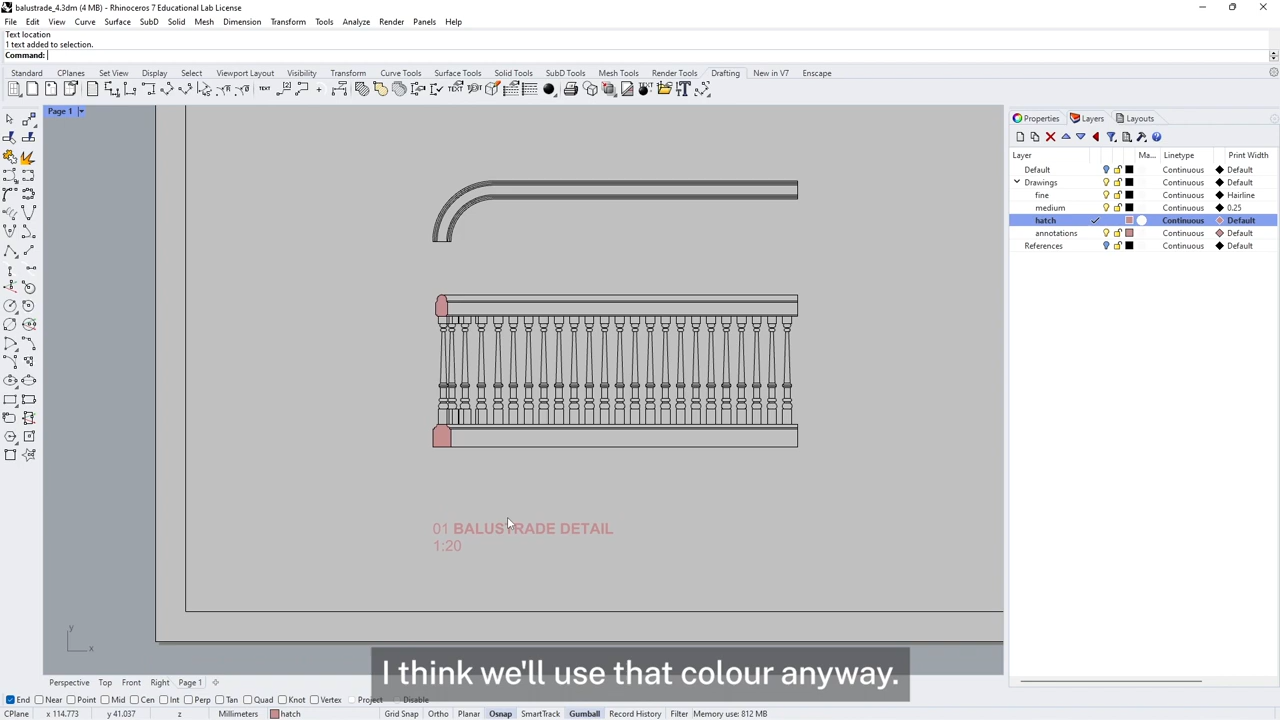 balustrade_4.3dm (4 MB) - Rhinoceros 7 Educational Lab License
File Edit View Curve Surface SubD Solid Mesh Dimension Transform Tools Analyze Render Panels Help
Text location
1 text added to selection.
Command:
Standard CPlanes Set View Display Select Viewport Layout Visibility Transform Curve Tools Surface Tools Solid Tools SubD Tools Mesh Tools Render Tools Drafting New in V7 Enscape
Page 1
Properties Layers Layouts
Layer Ma... Linetype Print Width
Default Continuous Default
Drawings Continuous Default
fine Continuous Hairline
medium Continuous 0.25
hatch Continuous Default
annotations Continuous Default
References Continuous Default
01 BALUSTRADE DETAIL
1:20
y
x
I think we'll use that colour anyway.
Perspective Top Front Right Page 1
End Near Point Mid Cen Int Perp Tan Quad Knot Vertex Project Disable
CPlane x 114.773 y 41.037 z Millimeters hatch Grid Snap Ortho Planar Osnap SmartTrack Gumball Record History Filter Memory use: 812 MB